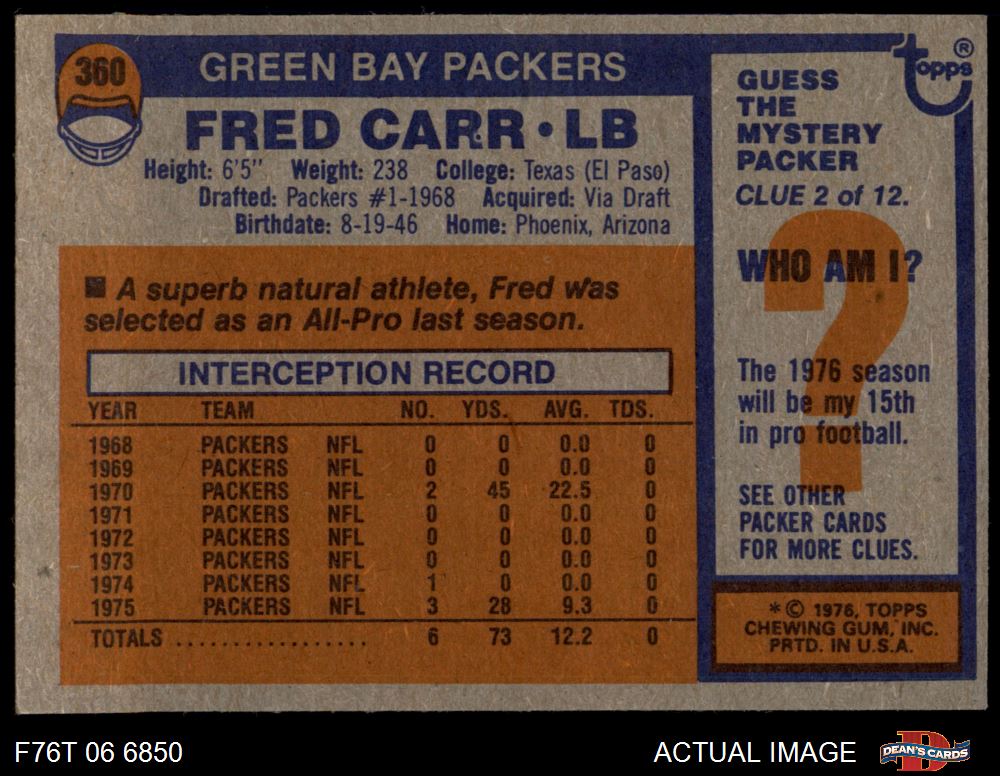 360
GREEN BAY PACKERS
FRED CARR • LB
Height: 6'5" Weight: 238 College: Texas (El Paso)
Drafted: Packers #1-1968 Acquired: Via Draft
Birthdate: 8-19-46 Home: Phoenix, Arizona
■ A superb natural athlete, Fred was
selected as an All-Pro last season.
INTERCEPTION RECORD
YEAR TEAM NO. YDS. AVG. TDS.
1968 PACKERS NFL 0 0 0.0 0
1969 PACKERS NFL 0 0 0.0 0
1970 PACKERS NFL 2 45 22.5 0
1971 PACKERS NFL 0 0 0.0 0
1972 PACKERS NFL 0 0 0.0 0
1973 PACKERS NFL 0 0 0.0 0
1974 PACKERS NFL 1 0 0.0 0
1975 PACKERS NFL 3 28 9.3 0
TOTALS .................. 6 73 12.2 0
topps ®
GUESS
THE
MYSTERY
PACKER
CLUE 2 of 12.
WHO AM I?
?
The 1976 season
will be my 15th
in pro football.
SEE OTHER
PACKER CARDS
FOR MORE CLUES.
* © 1976, TOPPS
CHEWING GUM, INC.
PRTD. IN U.S.A.
F76T 06 6850
ACTUAL IMAGE
D
DEAN'S CARDS